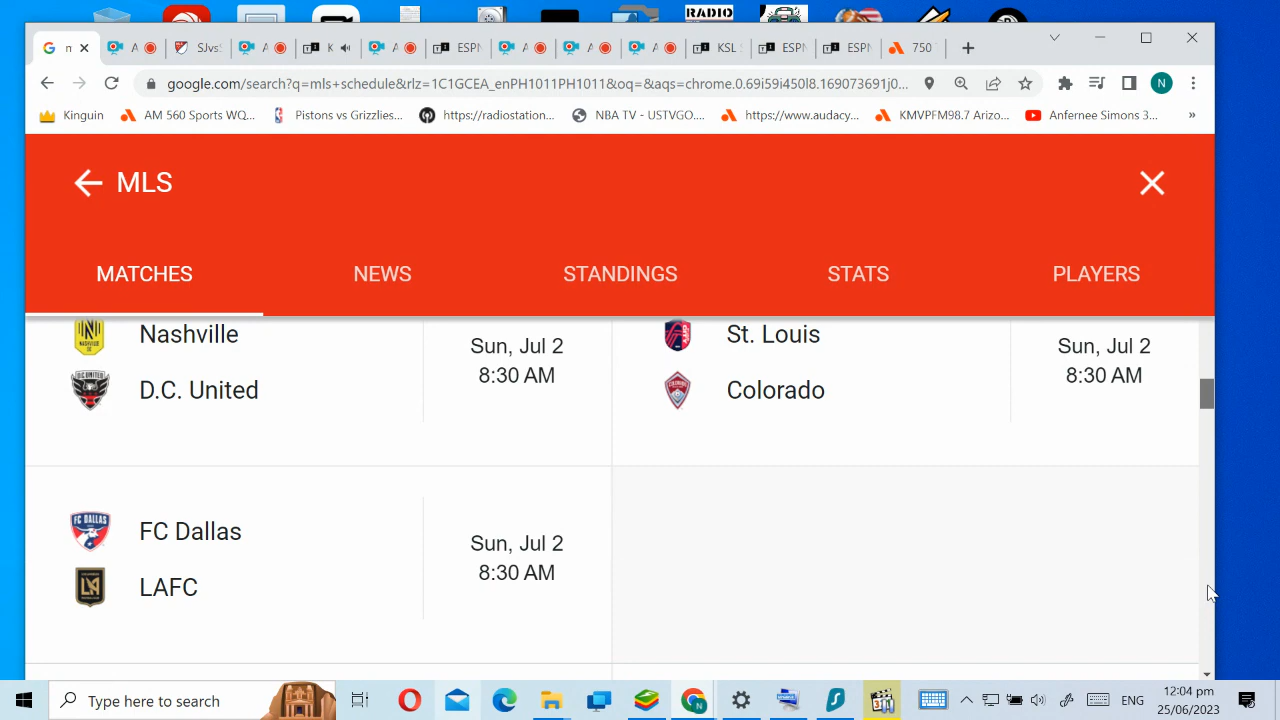 RADIO
n
A
SJvs
A
K
A
ESPN
A
A
A
KSL
ESPN
ESPN
750
google.com/search?q=mls+schedule&rlz=1C1GCEA_enPH1011PH1011&oq=&aqs=chrome.0.69i59i450l8.169073691j0...
N
Kinguin
AM 560 Sports WQ...
Pistons vs Grizzlies...
https://radiostation...
NBA TV - USTVGO....
https://www.audacy...
KMVPFM98.7 Arizo...
Anfernee Simons 3...
»
MLS
MATCHES
NEWS
STANDINGS
STATS
PLAYERS
Nashville
D.C. United
Sun, Jul 2
8:30 AM
St. Louis
Colorado
Sun, Jul 2
8:30 AM
FC Dallas
LAFC
Sun, Jul 2
8:30 AM
Type here to search
ENG
12:04 pm
25/06/2023